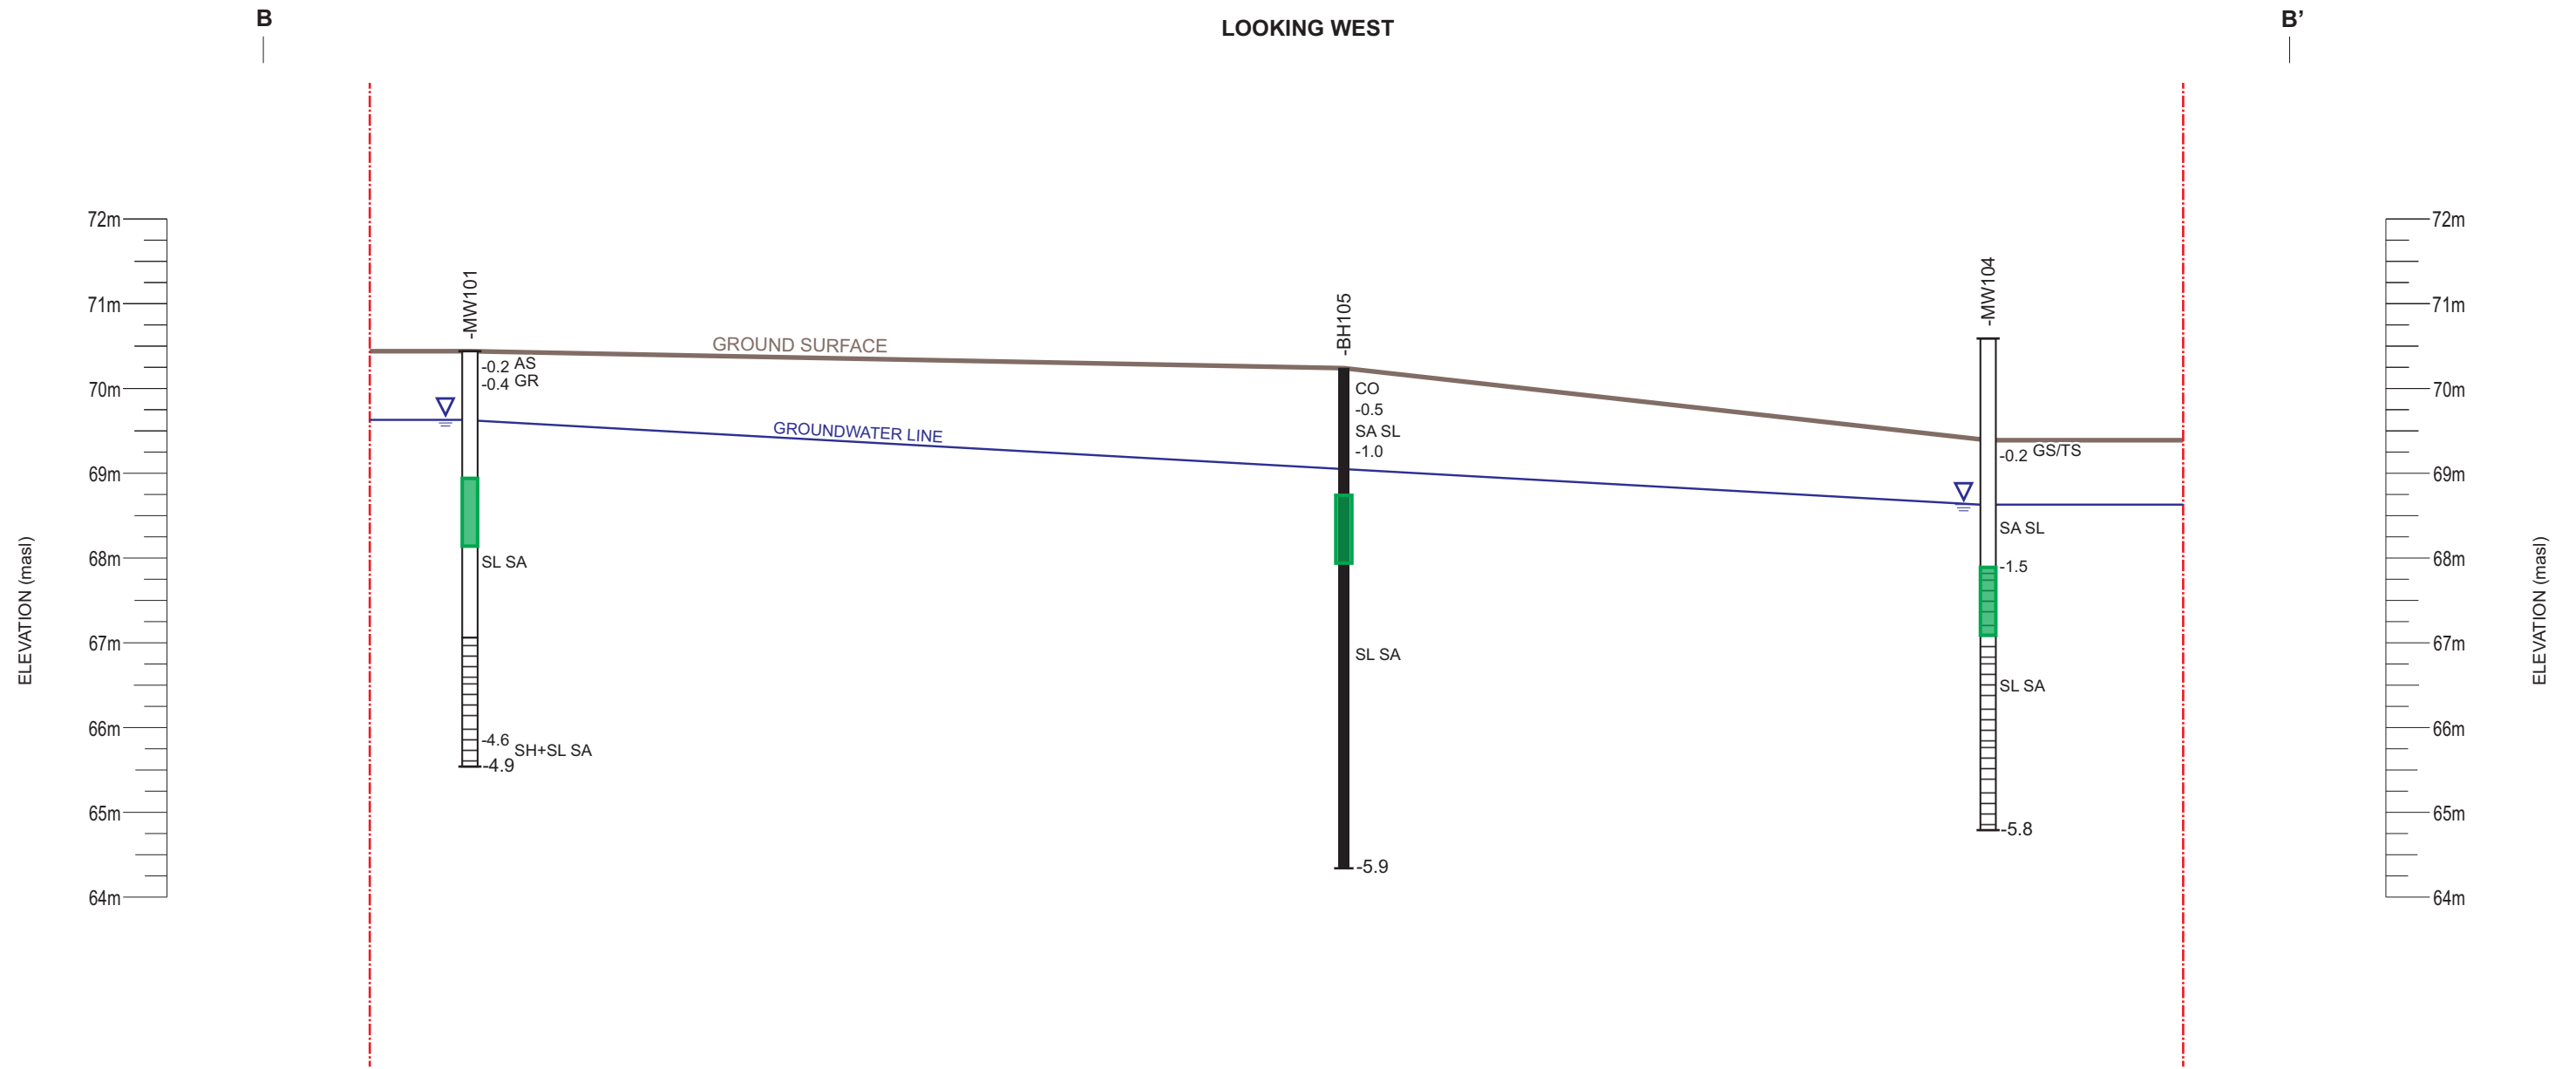 B
LOOKING WEST
B’
72m
71m
70m
69m
68m
67m
66m
65m
64m
ELEVATION (masl)
-MW101
-0.2 AS
-0.4 GR
SL SA
-4.6 SH+SL SA
-4.9
GROUND SURFACE
GROUNDWATER LINE
-BH105
CO
-0.5
SA SL
-1.0
SL SA
-5.9
-MW104
-0.2 GS/TS
SA SL
-1.5
SL SA
-5.8
72m
71m
70m
69m
68m
67m
66m
65m
64m
ELEVATION (masl)